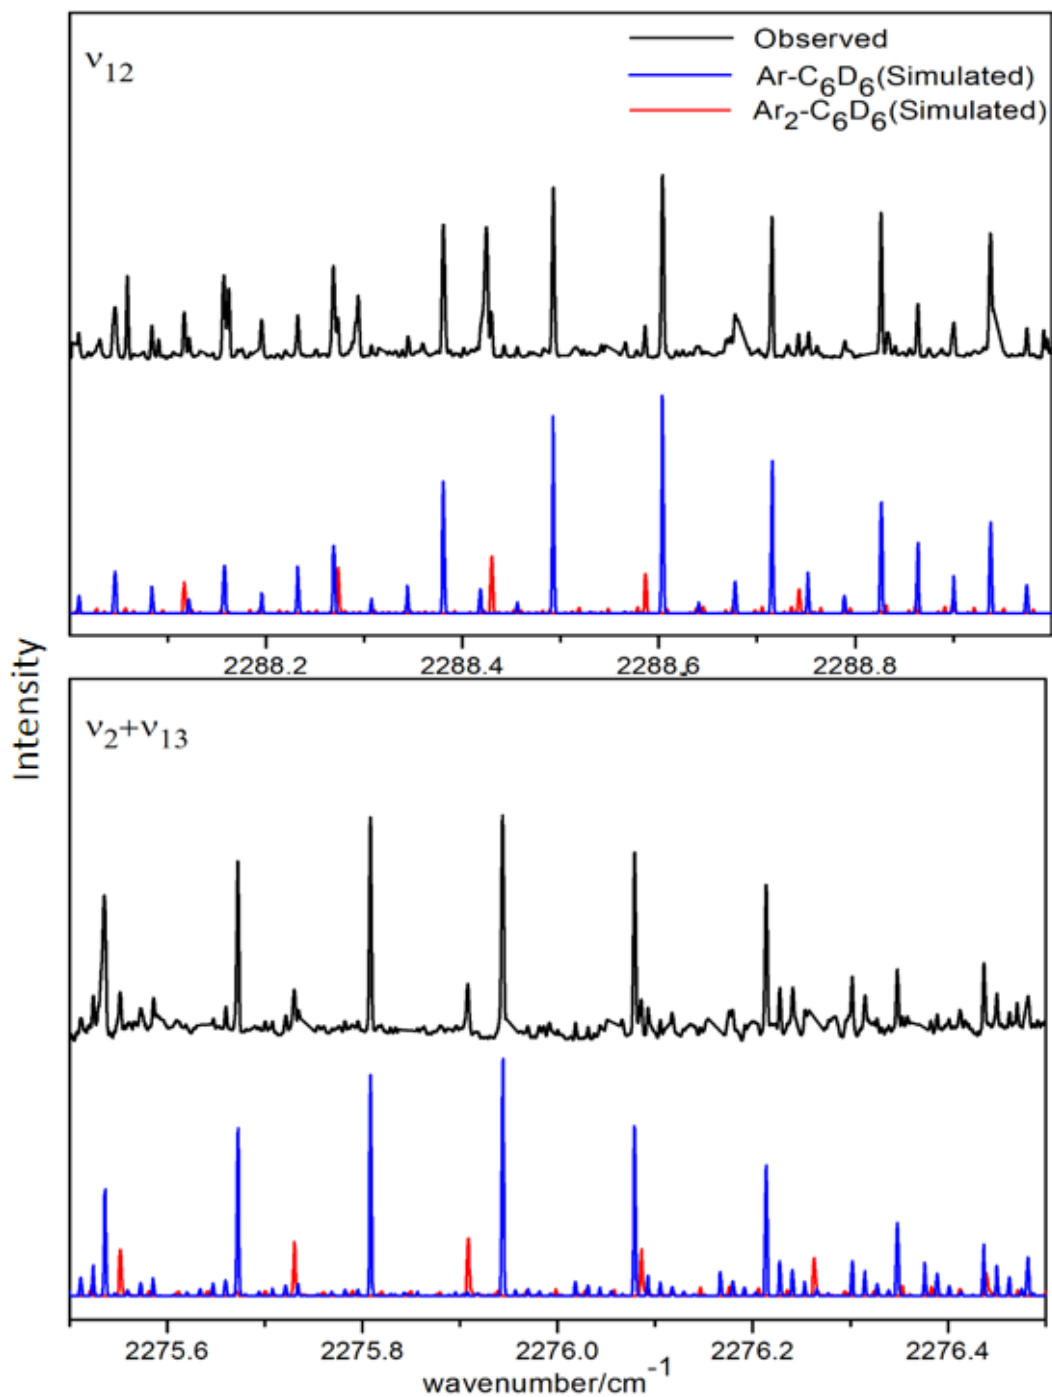 ν12
Observed
Ar-C6D6(Simulated)
Ar2-C6D6(Simulated)
2288.2 2288.4 2288.6 2288.8
Intensity
ν2+ν13
2275.6 2275.8 2276.0 2276.2 2276.4
wavenumber/cm-1